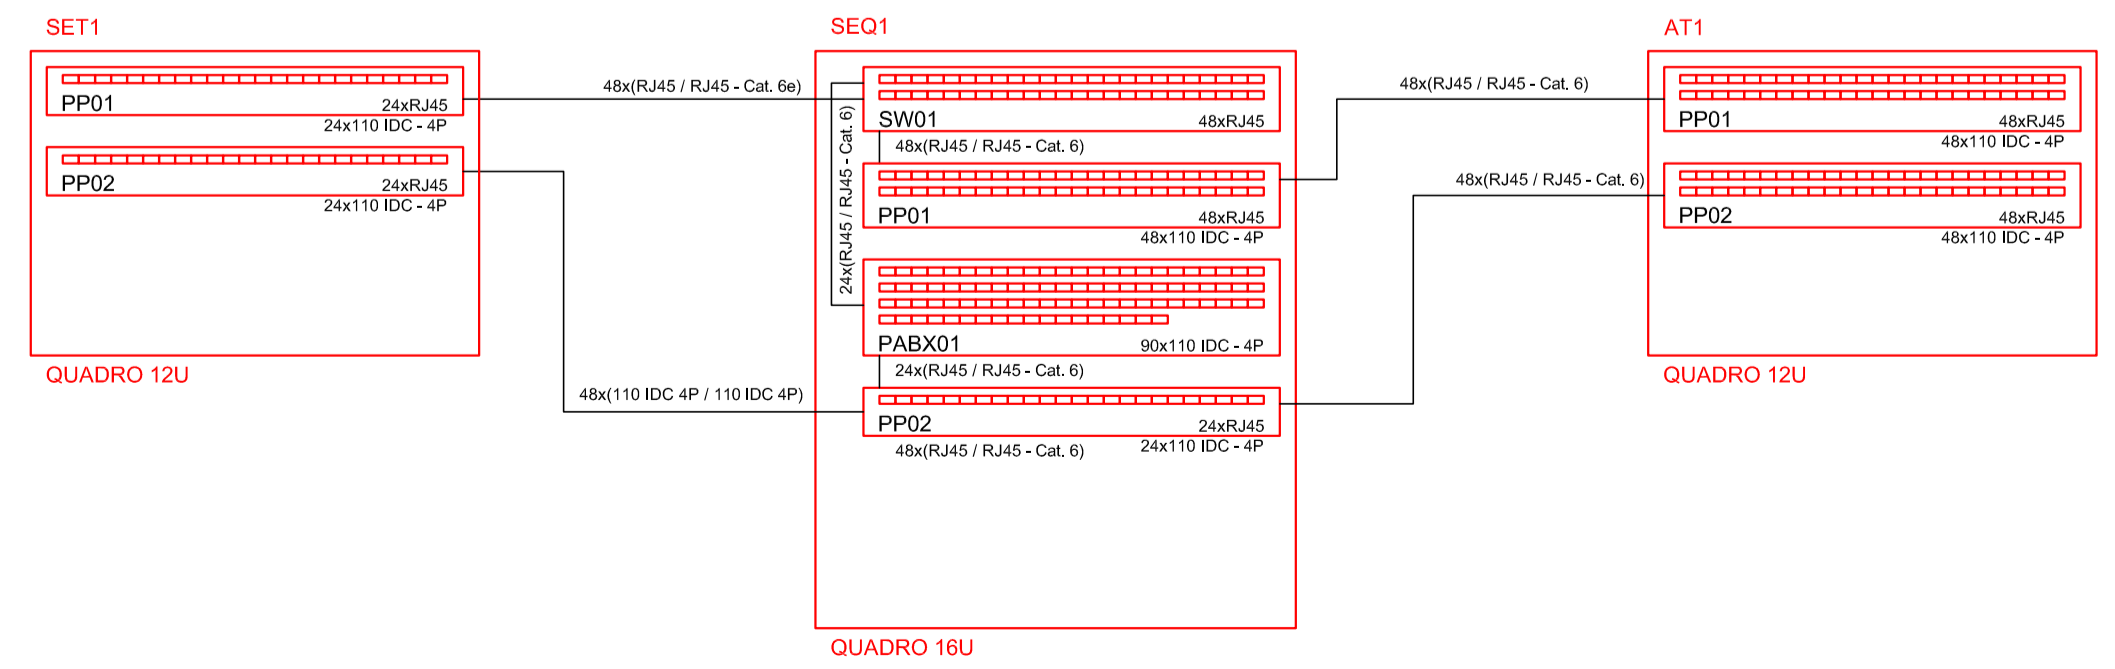 SET1
PP01
24xRJ45
24x110 IDC - 4P
PP02
24xRJ45
24x110 IDC - 4P
QUADRO 12U
48x(RJ45 / RJ45 - Cat. 6e)
48x(110 IDC 4P / 110 IDC 4P)
SEQ1
24x(RJ45 / RJ45 - Cat. 6)
SW01
48xRJ45
48x(RJ45 / RJ45 - Cat. 6)
PP01
48xRJ45
48x110 IDC - 4P
PABX01
90x110 IDC - 4P
24x(RJ45 / RJ45 - Cat. 6)
PP02
24xRJ45
24x110 IDC - 4P
48x(RJ45 / RJ45 - Cat. 6)
QUADRO 16U
48x(RJ45 / RJ45 - Cat. 6)
48x(RJ45 / RJ45 - Cat. 6)
AT1
PP01
48xRJ45
48x110 IDC - 4P
PP02
48xRJ45
48x110 IDC - 4P
QUADRO 12U